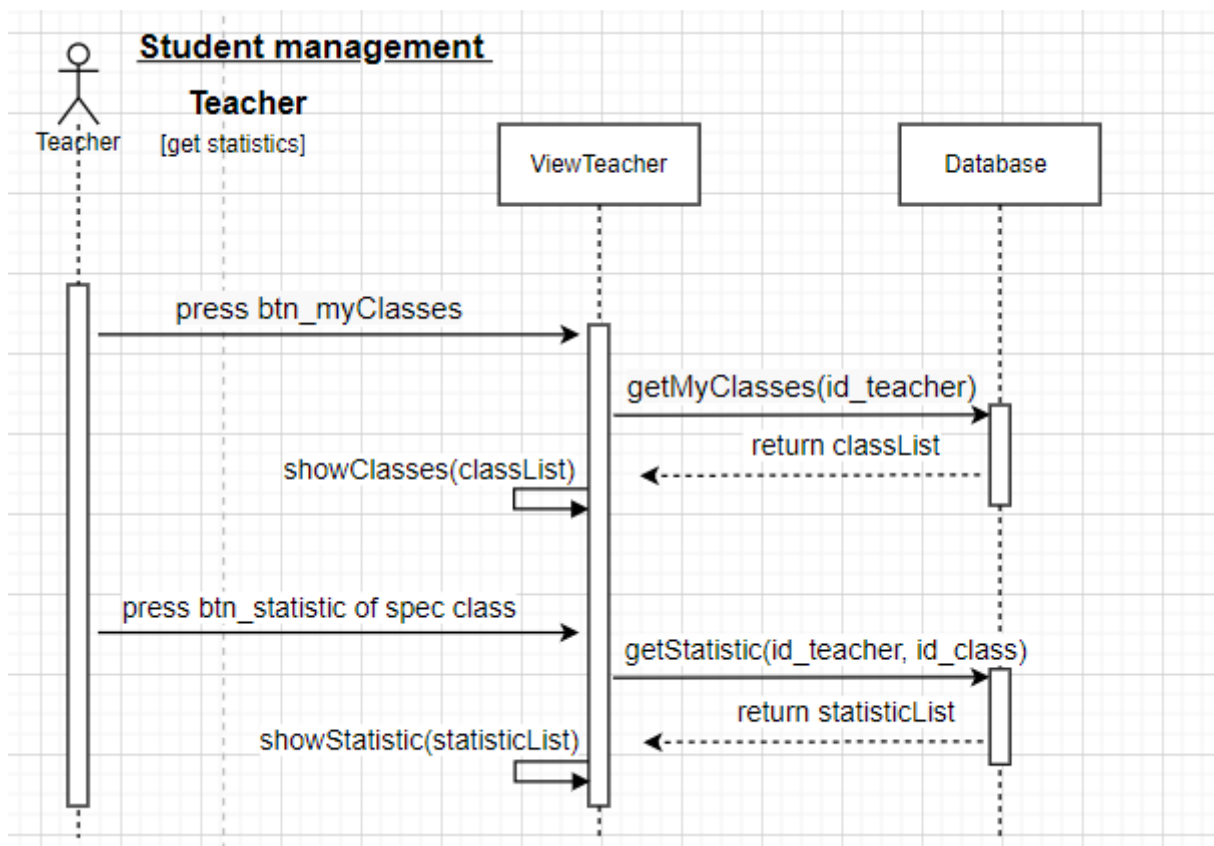 Student management
Teacher
Teacher
[get statistics]
ViewTeacher
Database
press btn_myClasses
getMyClasses(id_teacher)
return classList
showClasses(classList)
press btn_statistic of spec class
getStatistic(id_teacher, id_class)
return statisticList
showStatistic(statisticList)